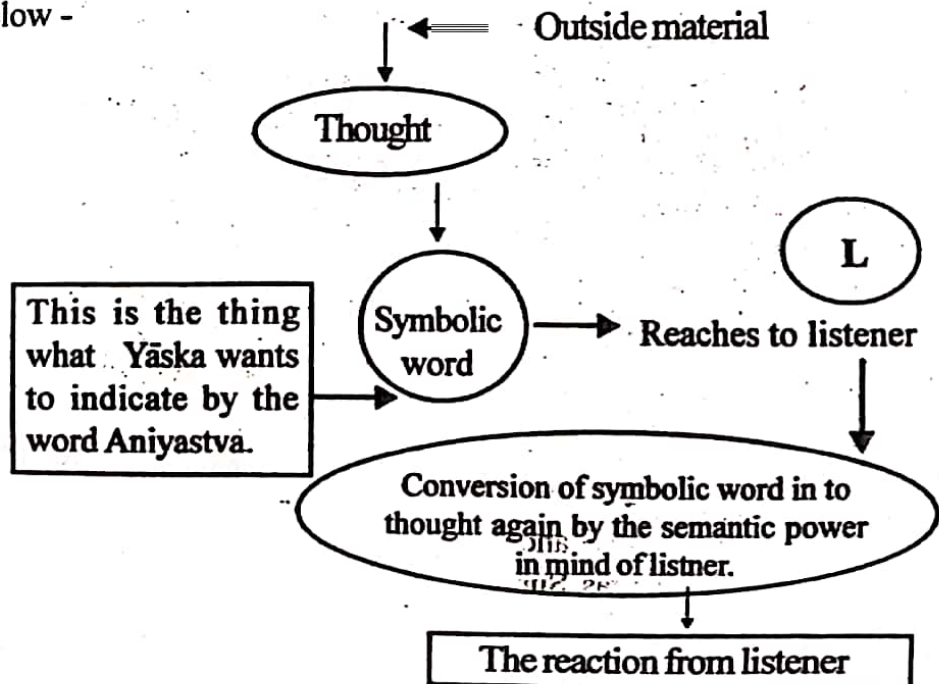 low -
Outside material
Thought
L
Symbolic
word
Reaches to listener
This is the thing
what Yāska wants
to indicate by the
word Aniyastva.
Conversion of symbolic word in to
thought again by the semantic power
in mind of listner.
The reaction from listener